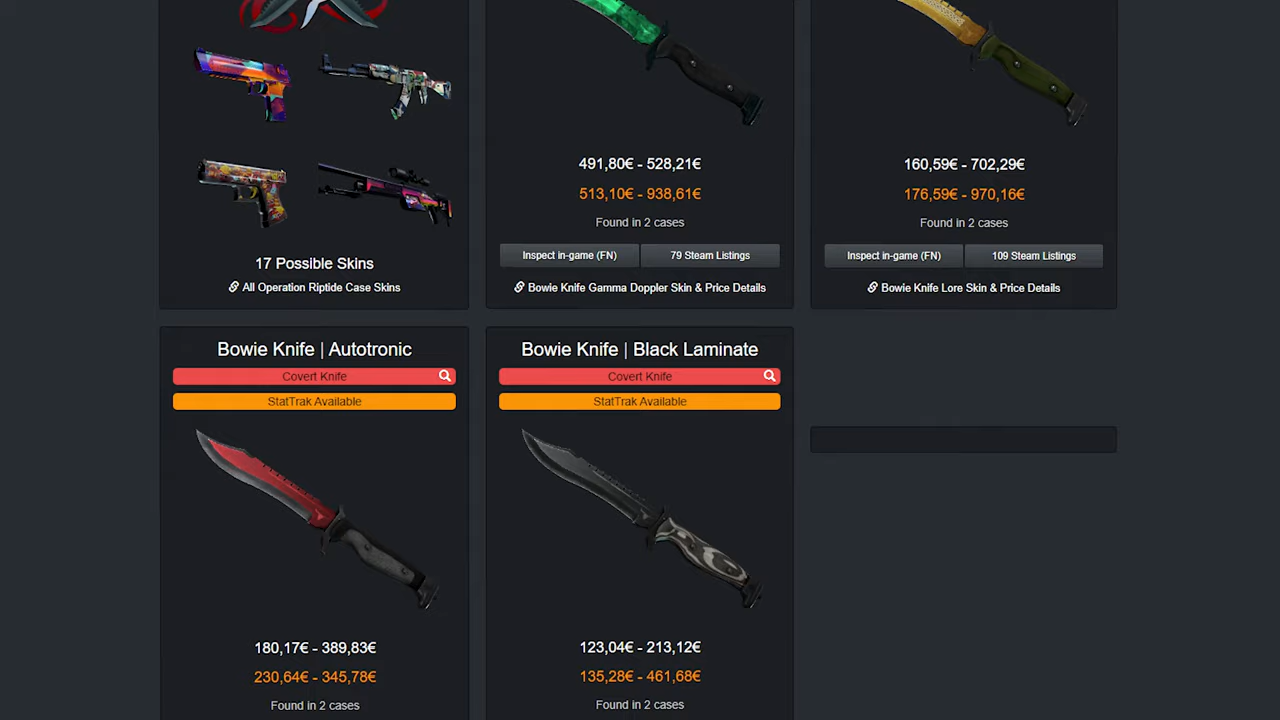 17 Possible Skins
All Operation Riptide Case Skins
491,80€ - 528,21€
513,10€ - 938,61€
Found in 2 cases
Inspect in-game (FN)
79 Steam Listings
Bowie Knife Gamma Doppler Skin & Price Details
160,59€ - 702,29€
176,59€ - 970,16€
Found in 2 cases
Inspect in-game (FN)
109 Steam Listings
Bowie Knife Lore Skin & Price Details
Bowie Knife | Autotronic
Covert Knife
StatTrak Available
180,17€ - 389,83€
230,64€ - 345,78€
Found in 2 cases
Bowie Knife | Black Laminate
Covert Knife
StatTrak Available
123,04€ - 213,12€
135,28€ - 461,68€
Found in 2 cases